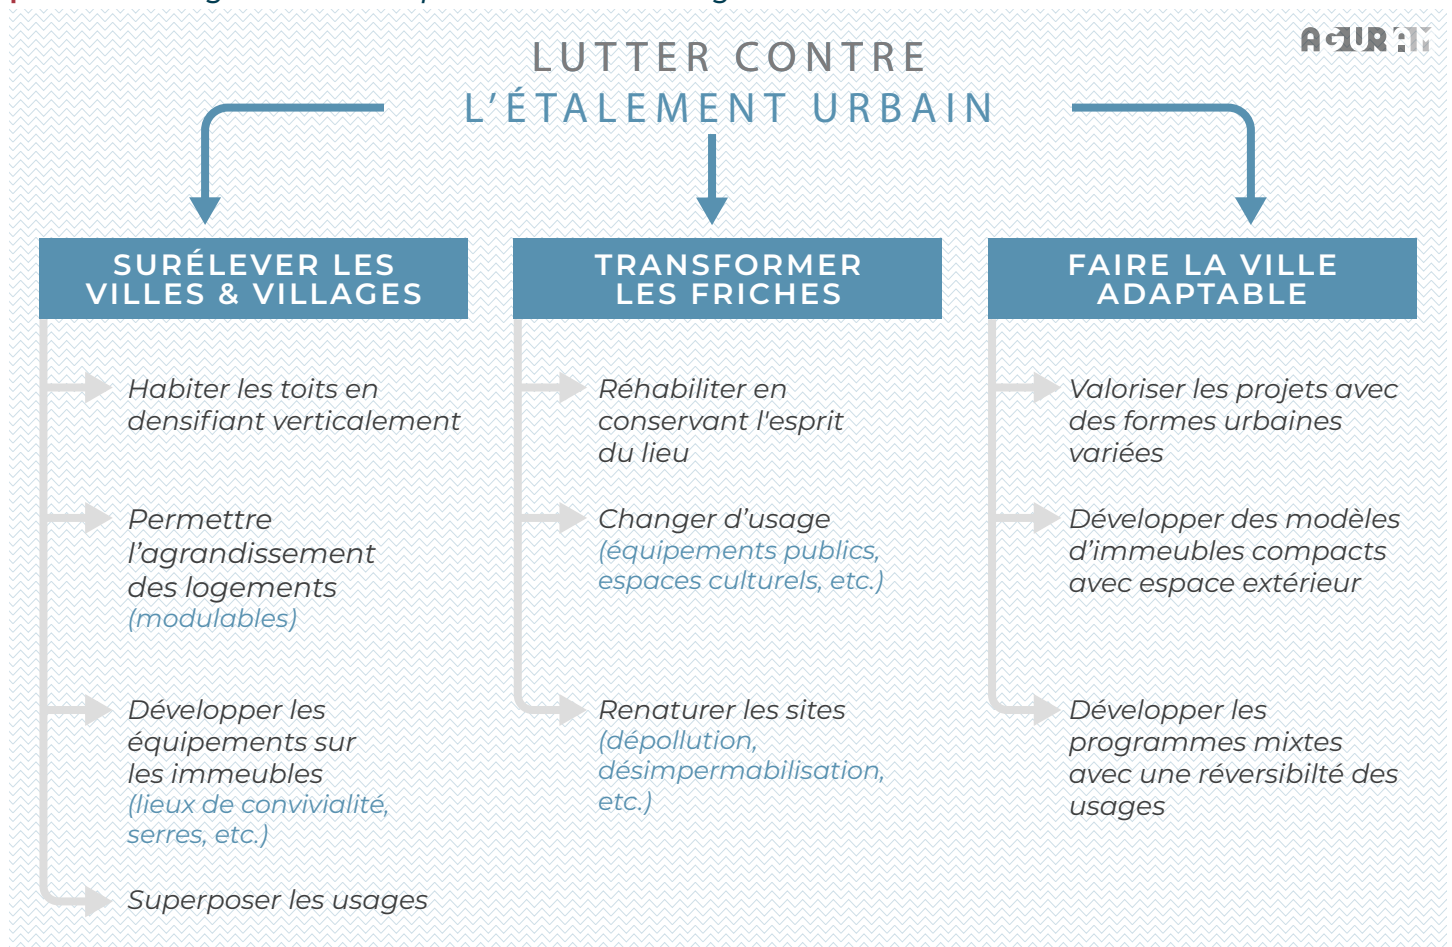 LUTTER CONTRE
L'ÉTALEMENT URBAIN
AGURAM
SURÉLEVER LES
VILLES & VILLAGES
Habiter les toits en
densifiant verticalement
Permettre
l’agrandissement
des logements
(modulables)
Développer les
équipements sur
les immeubles
(lieux de convivialité,
serres, etc.)
Superposer les usages
TRANSFORMER
LES FRICHES
Réhabiliter en
conservant l'esprit
du lieu
Changer d’usage
(équipements publics,
espaces culturels, etc.)
Renaturer les sites
(dépollution,
désimpermabilisation,
etc.)
FAIRE LA VILLE
ADAPTABLE
Valoriser les projets avec
des formes urbaines
variées
Développer des modèles
d’immeubles compacts
avec espace extérieur
Développer les
programmes mixtes
avec une réversibilté des
usages